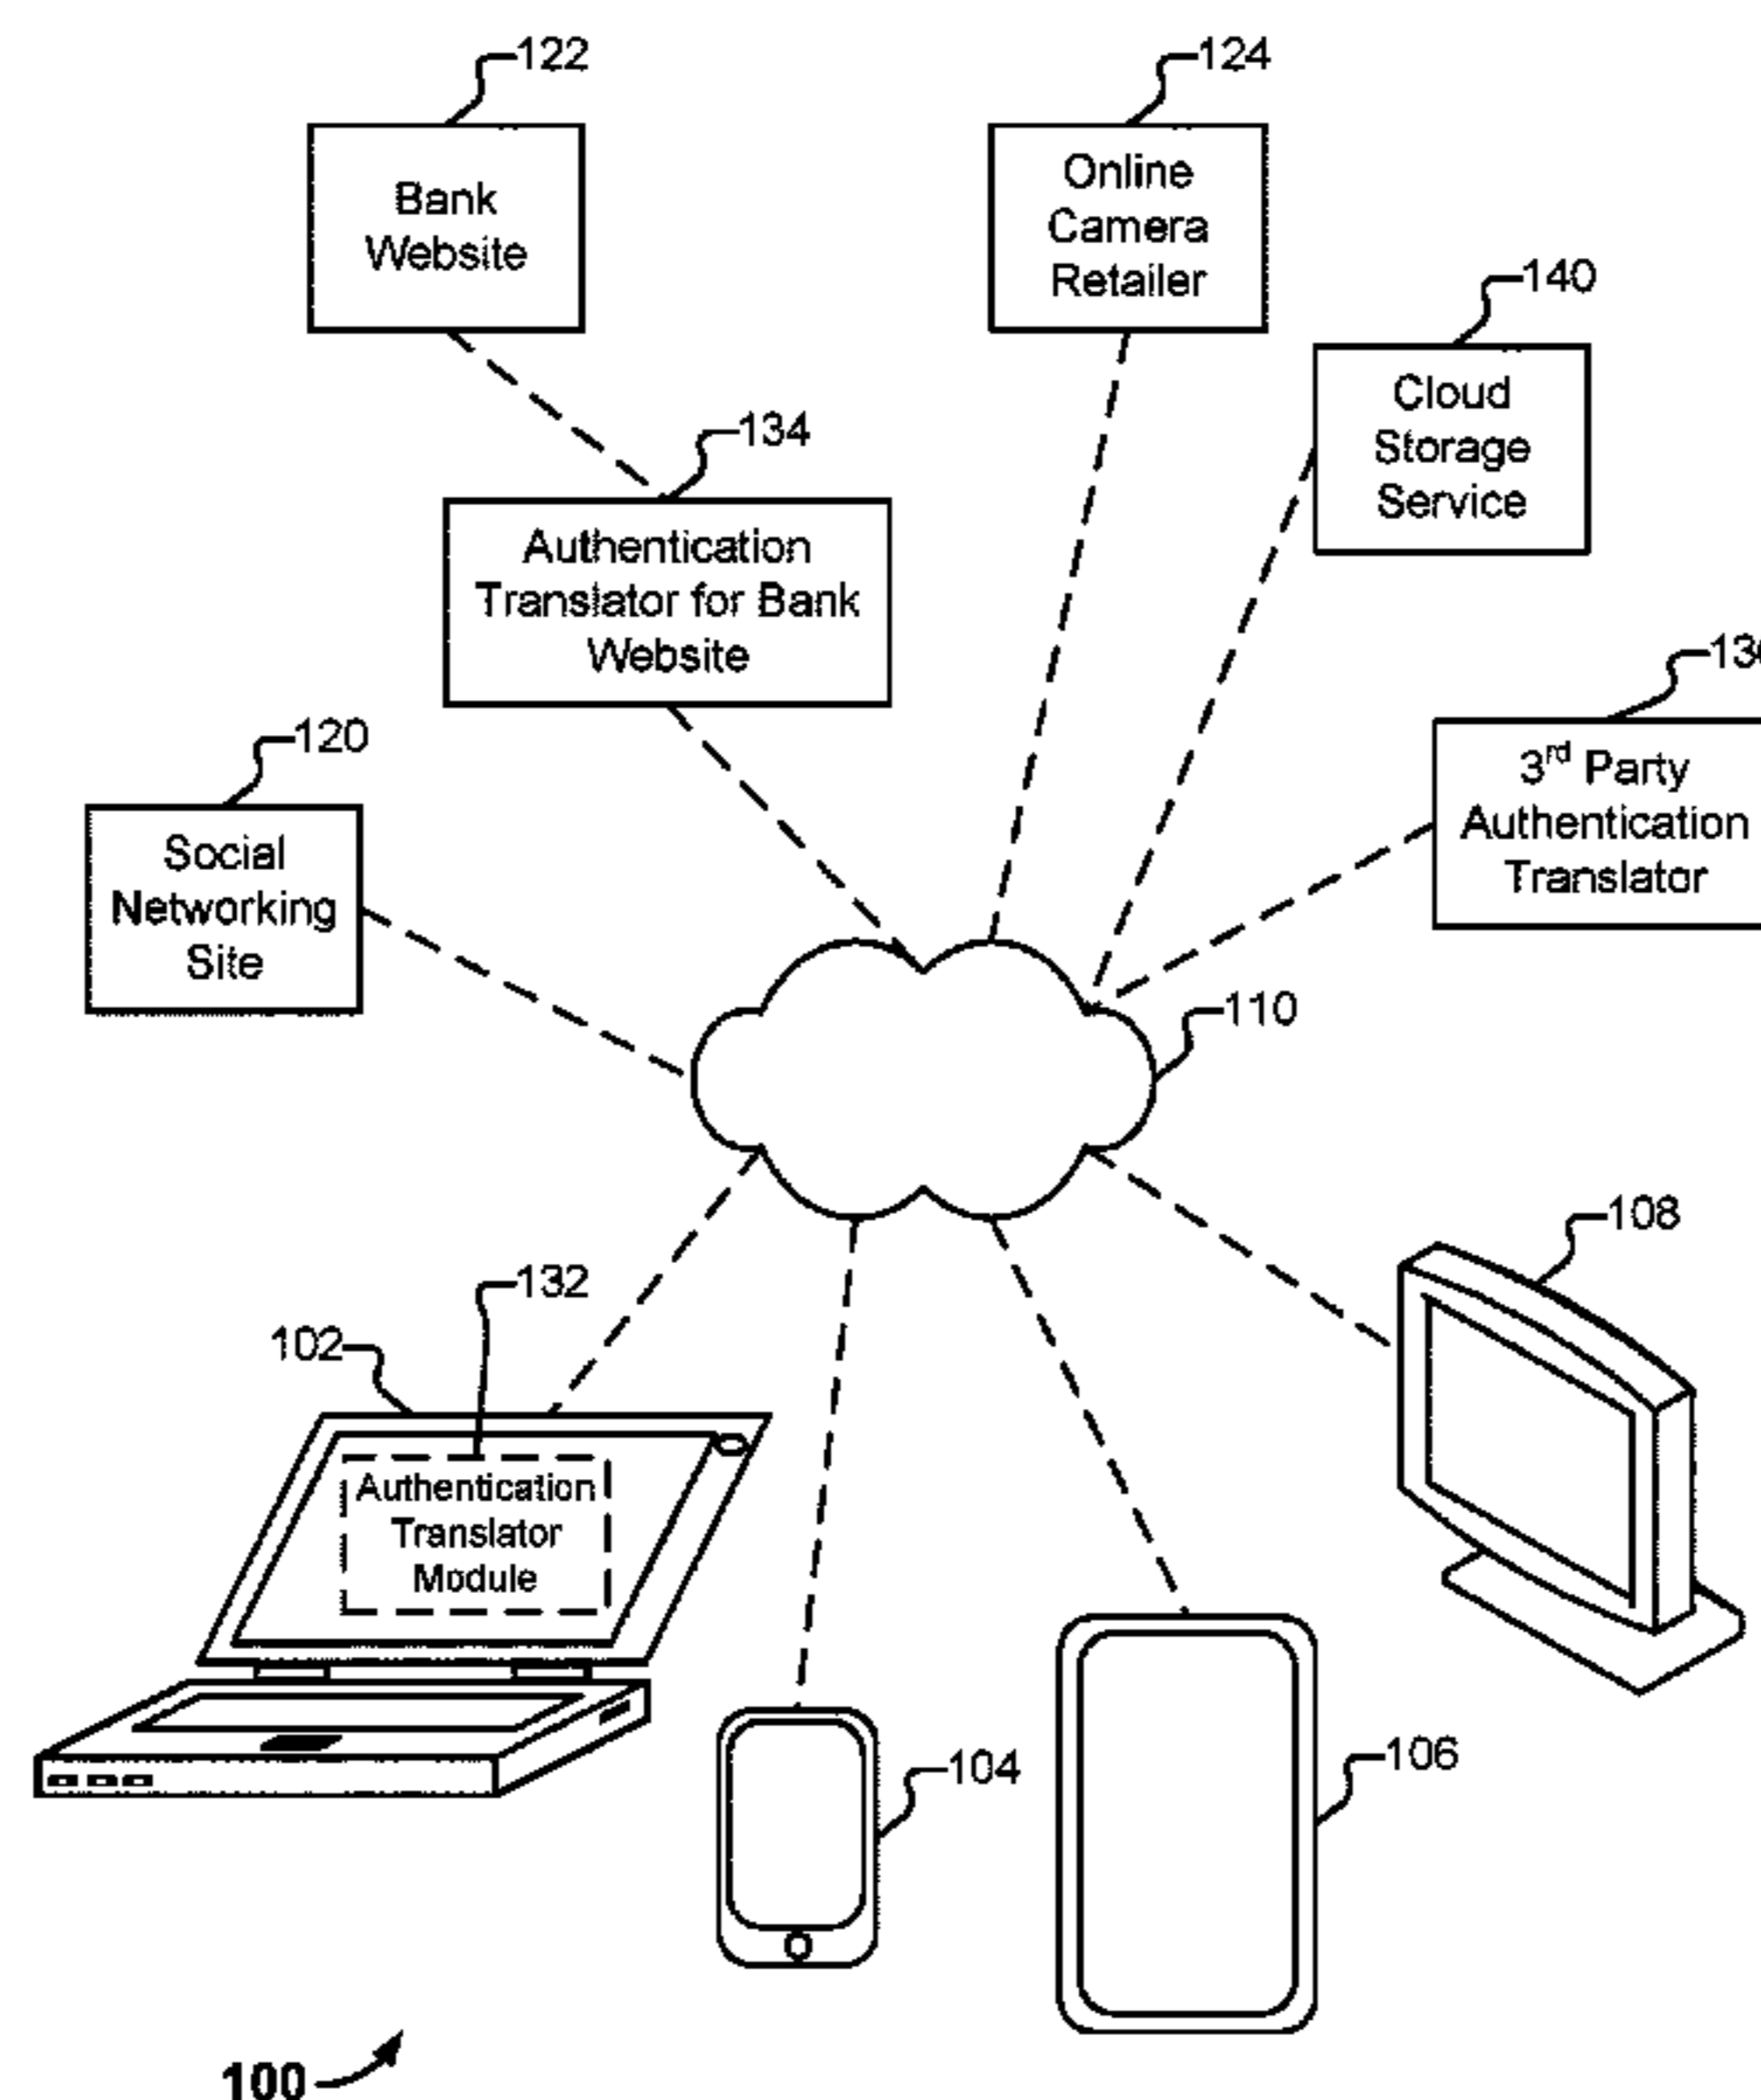 122
124
Bank
Website
Online
Camera
Retailer
140
Cloud
Storage
Service
134
Authentication
Translator for Bank
Website
3rd Party
Authentication
Translator
120
Social
Networking
Site
110
108
132
102
Authentication
Translator
Module
104
106
100